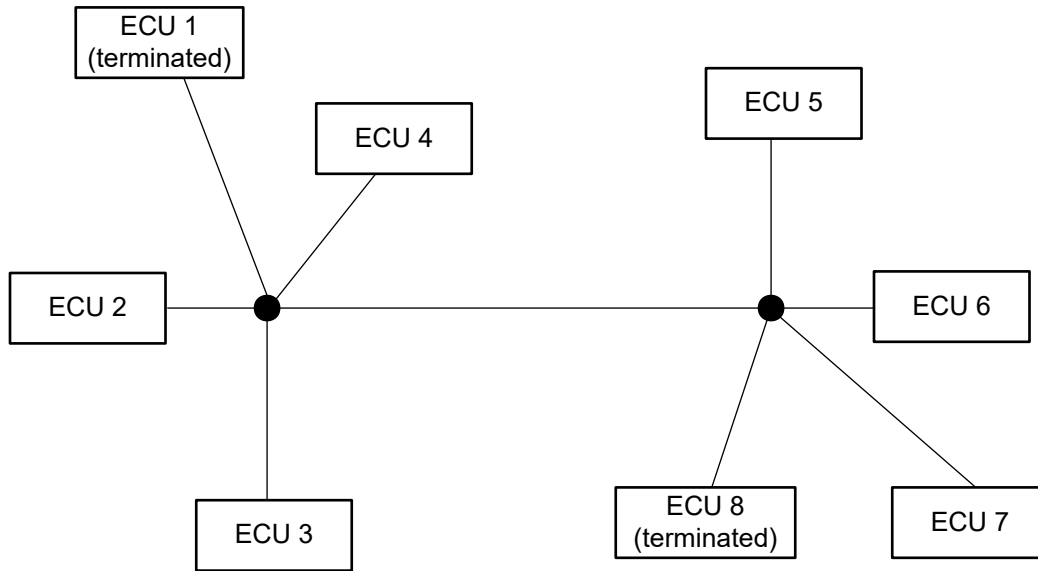 ECU 1
(terminated)
ECU 4
ECU 5
ECU 2
ECU 6
ECU 3
ECU 8
(terminated)
ECU 7